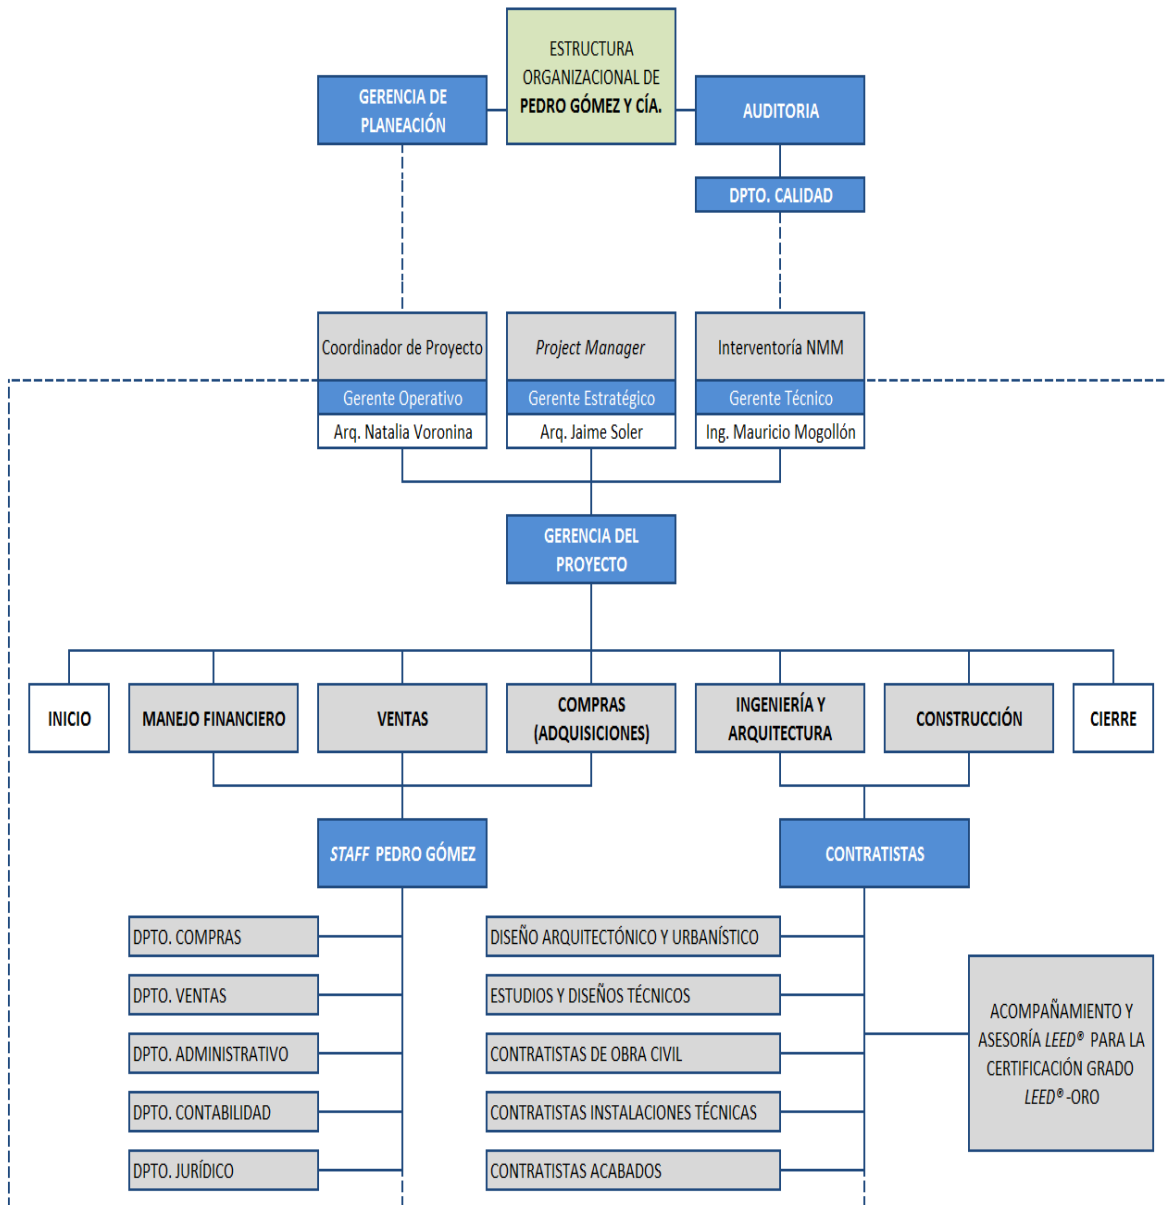 ESTRUCTURA
ORGANIZACIONAL DE
PEDRO GÓMEZ Y CÍA.
GERENCIA DE
PLANEACIÓN
AUDITORIA
DPTO. CALIDAD
Coordinador de Proyecto
Gerente Operativo
Arq. Natalia Voronina
Project Manager
Gerente Estratégico
Arq. Jaime Soler
Interventoría NMM
Gerente Técnico
Ing. Mauricio Mogollón
GERENCIA DEL
PROYECTO
INICIO
MANEJO FINANCIERO
VENTAS
COMPRAS
(ADQUISICIONES)
INGENIERÍA Y
ARQUITECTURA
CONSTRUCCIÓN
CIERRE
STAFF PEDRO GÓMEZ
DPTO. COMPRAS
DPTO. VENTAS
DPTO. ADMINISTRATIVO
DPTO. CONTABILIDAD
DPTO. JURÍDICO
CONTRATISTAS
DISEÑO ARQUITECTÓNICO Y URBANÍSTICO
ESTUDIOS Y DISEÑOS TÉCNICOS
CONTRATISTAS DE OBRA CIVIL
CONTRATISTAS INSTALACIONES TÉCNICAS
CONTRATISTAS ACABADOS
ACOMPAÑAMIENTO Y
ASESORÍA LEED® PARA LA
CERTIFICACIÓN GRADO
LEED®-ORO